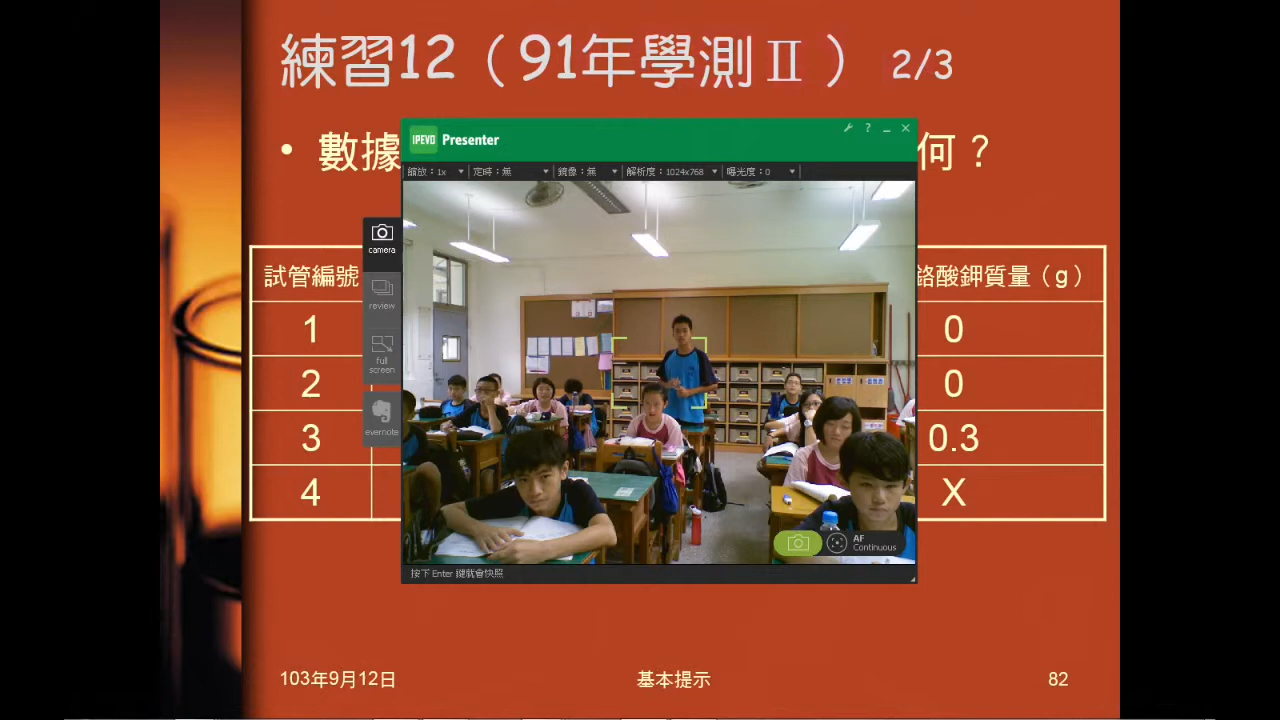 練習12（91年學測Ⅱ） 2/3
• 數據 何？
IPEVO Presenter
縮放：1x 定時：無 鏡像：無 解析度：1024x768 曝光度：0
camera
review
full screen
evernote
試管編號 鉻酸鉀質量（g）
1 0
2 0
3 0.3
4 X
AF
Continuous
按下 Enter 鍵就會快照
103年9月12日 基本提示 82